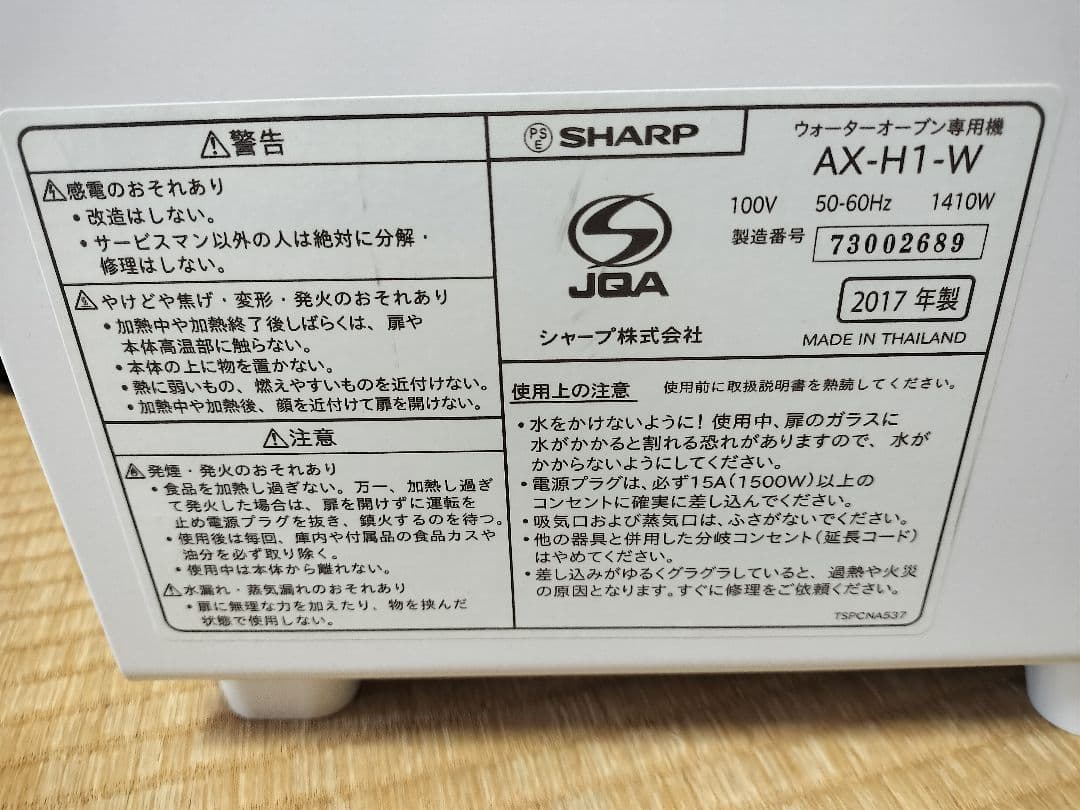 ⚠警告
⚠感電のおそれあり
・改造はしない。
・サービスマン以外の人は絶対に分解・
修理はしない。
⚠やけどや焦げ・変形・発火のおそれあり
・加熱中や加熱終了後しばらくは、扉や
本体高温部に触らない。
・本体の上に物を置かない。
・熱に弱いもの、燃えやすいものを近付けない。
・加熱中や加熱後、顔を近付けて扉を開けない。
⚠注意
⚠発煙・発火のおそれあり
・食品を加熱し過ぎない。万一、加熱し過ぎ
て発火した場合は、扉を開けずに運転を
止め電源プラグを抜き、鎮火するのを待つ。
・使用後は毎回、庫内や付属品の食品カスや
油分を必ず取り除く。
・使用中は本体から離れない。
⚠水漏れ・蒸気漏れのおそれあり
・扉に無理な力を加えたり、物を挟んだ
状態で使用しない。
PSE SHARP
ウォーターオーブン専用機
AX-H1-W
100V 50-60Hz 1410W
製造番号 73002689
JQA
2017 年製
シャープ株式会社
MADE IN THAILAND
使用上の注意 使用前に取扱説明書を熟読してください。
・水をかけないように! 使用中、扉のガラスに
水がかかると割れる恐れがありますので、水が
かからないようにしてください。
・電源プラグは、必ず15A(1500W)以上の
コンセントに確実に差し込んでください。
・吸気口および蒸気口は、ふさがないでください。
・他の器具と併用した分岐コンセント(延長コード)
はやめてください。
・差し込みがゆるくグラグラしていると、過熱や火災
の原因となります。すぐに修理をご依頼ください。
TSPCNA537